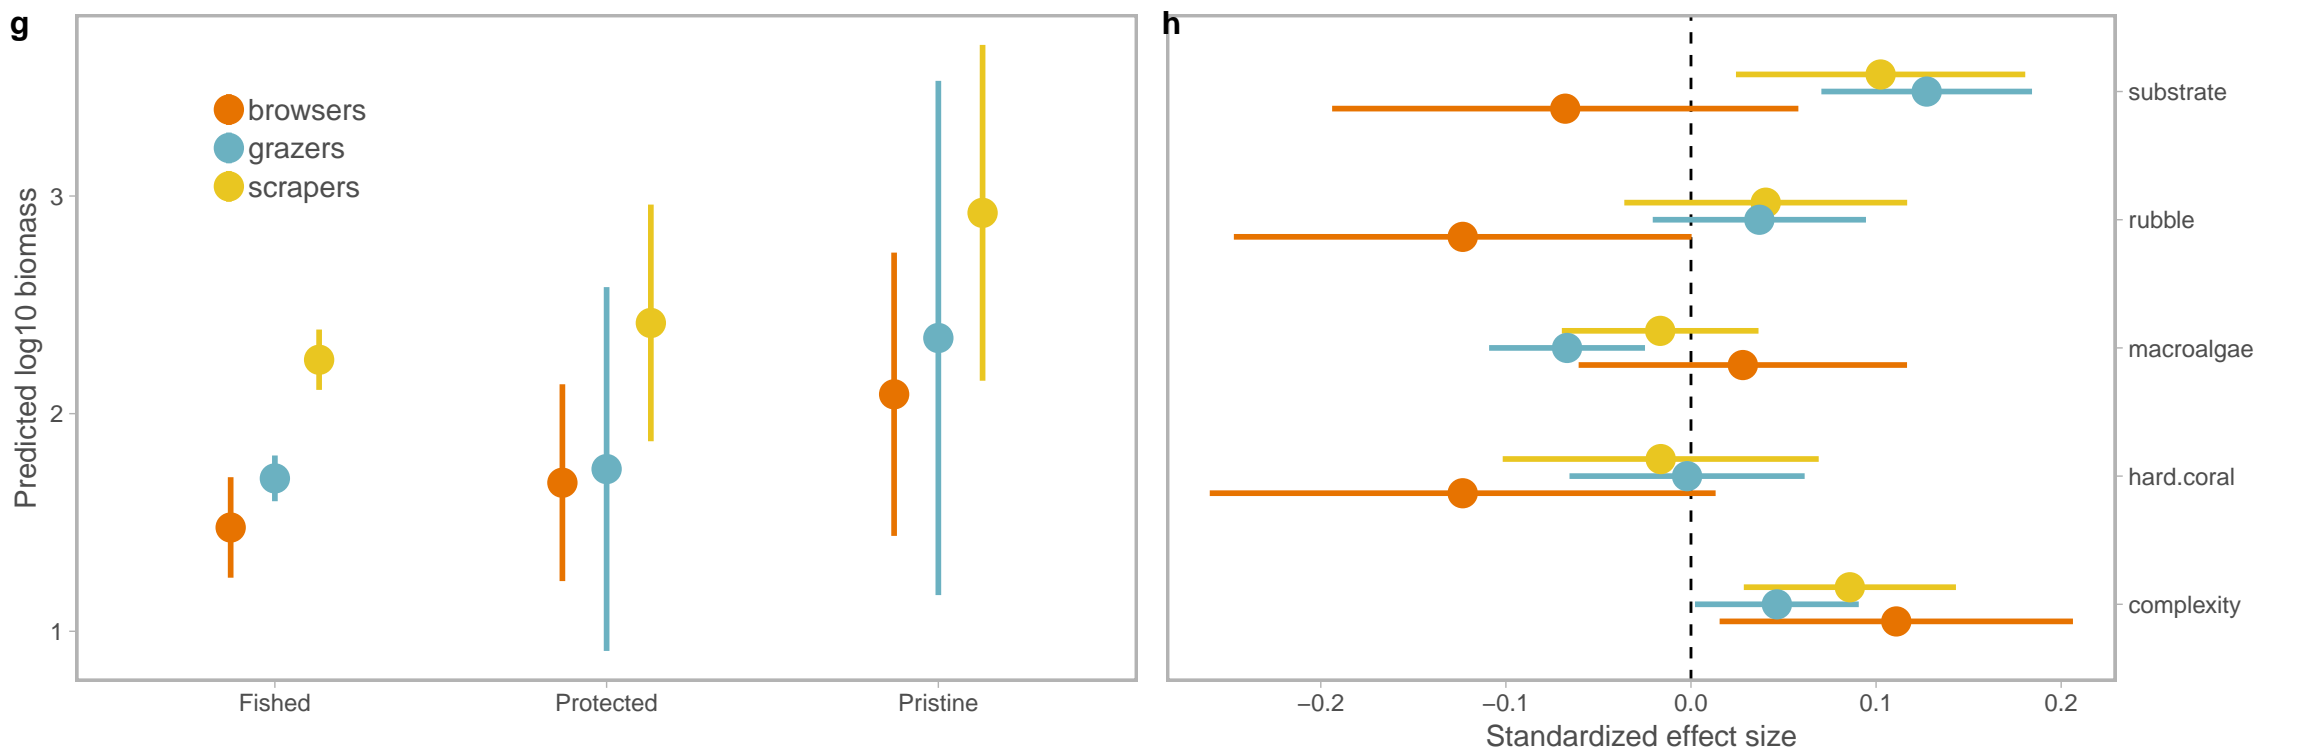 g
browsers
grazers
scrapers
Predicted log10 biomass
3
2
1
Fished
Protected
Pristine
h
substrate
rubble
macroalgae
hard.coral
complexity
−0.2
−0.1
0.0
0.1
0.2
Standardized effect size